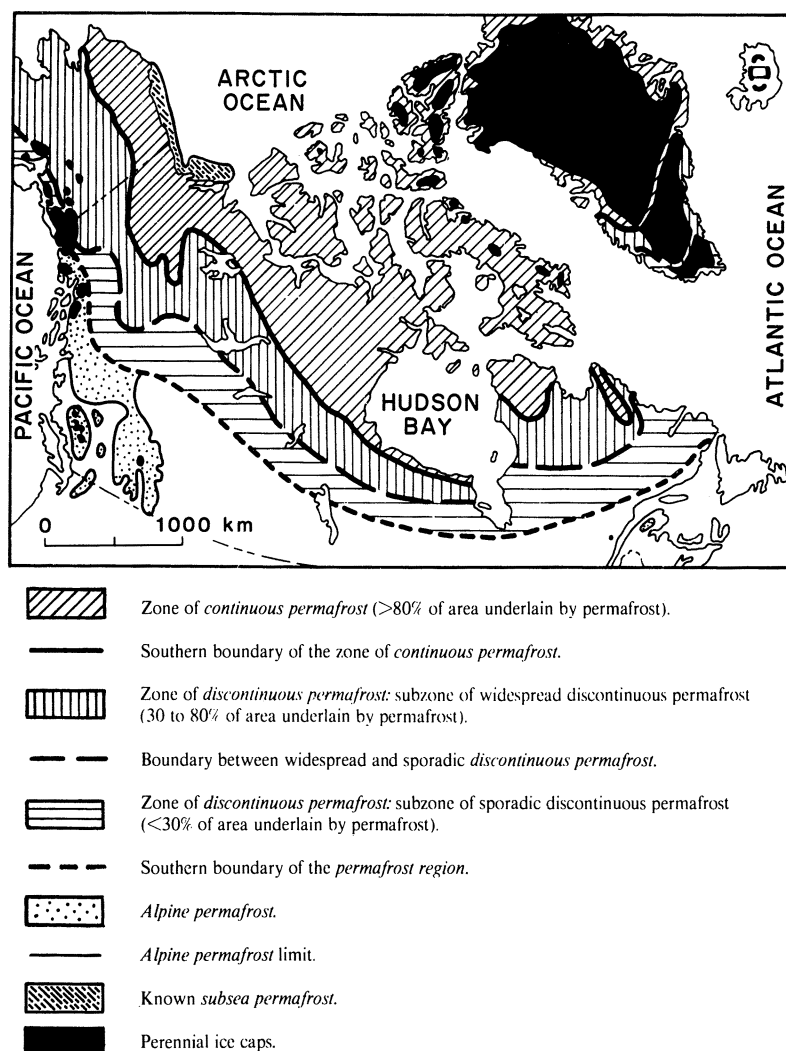 ARCTIC
OCEAN
PACIFIC OCEAN
ATLANTIC OCEAN
HUDSON
BAY
0 1000 km
Zone of continuous permafrost (>80% of area underlain by permafrost).
Southern boundary of the zone of continuous permafrost.
Zone of discontinuous permafrost: subzone of widespread discontinuous permafrost
(30 to 80% of area underlain by permafrost).
Boundary between widespread and sporadic discontinuous permafrost.
Zone of discontinuous permafrost: subzone of sporadic discontinuous permafrost
(<30% of area underlain by permafrost).
Southern boundary of the permafrost region.
Alpine permafrost.
Alpine permafrost limit.
Known subsea permafrost.
Perennial ice caps.